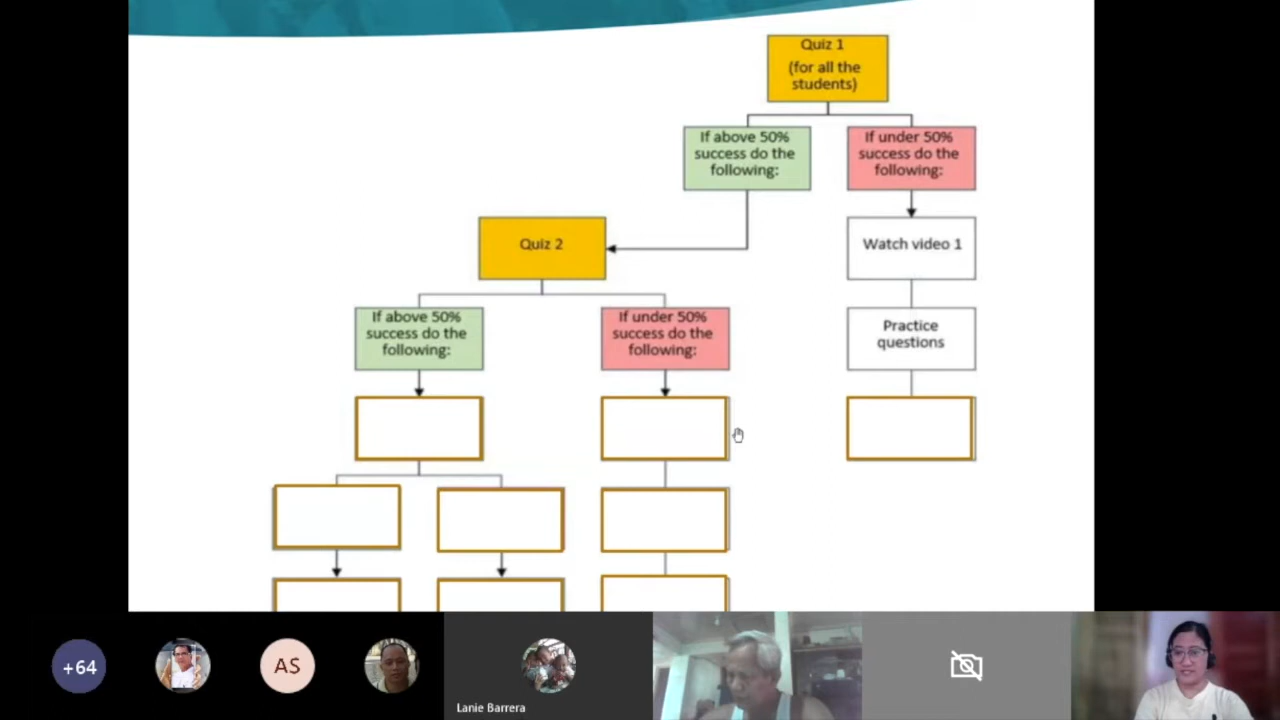 Quiz 1
(for all the
students)
If above 50%
success do the
following:
If under 50%
success do the
following:
Quiz 2
Watch video 1
If above 50%
success do the
following:
If under 50%
success do the
following:
Practice
questions
+64
AS
Lanie Barrera